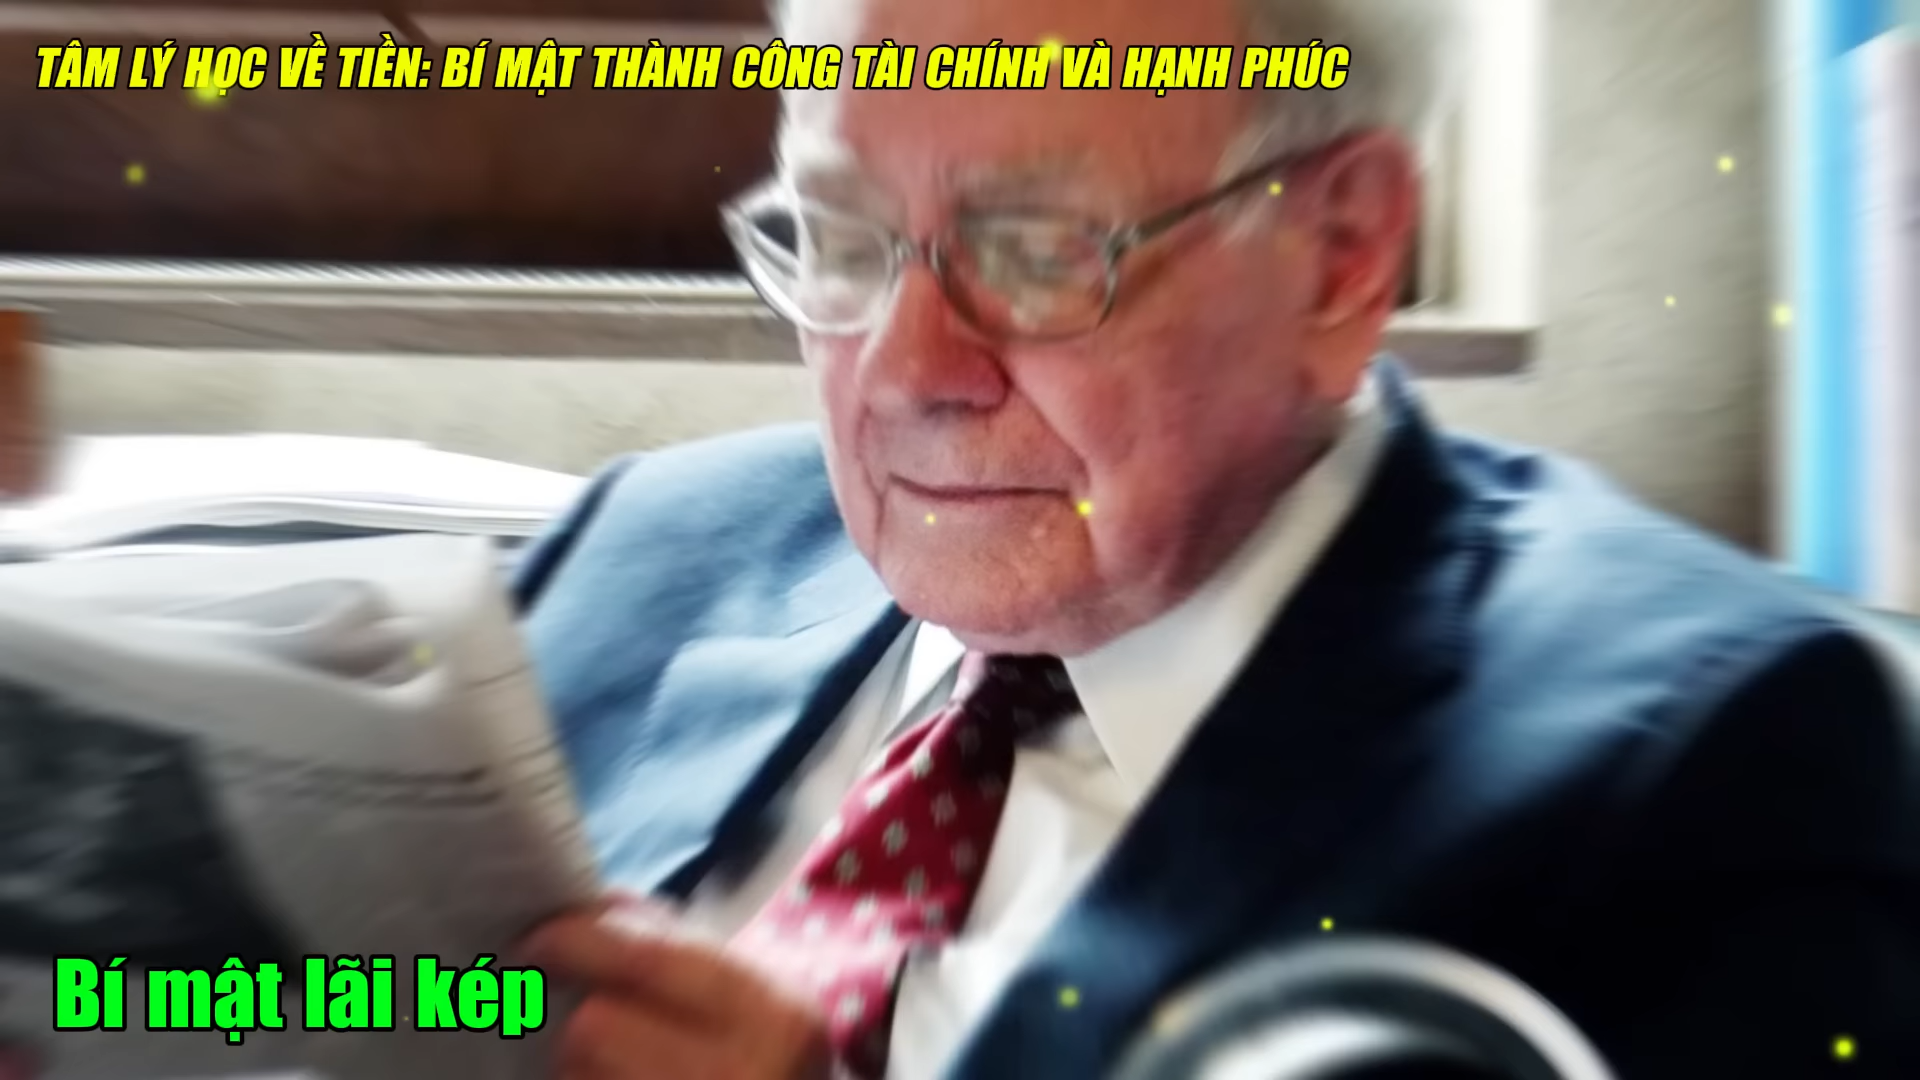 TÂM LÝ HỌC VỀ TIỀN: BÍ MẬT THÀNH CÔNG TÀI CHÍNH VÀ HẠNH PHÚC
Bí mật lãi kép